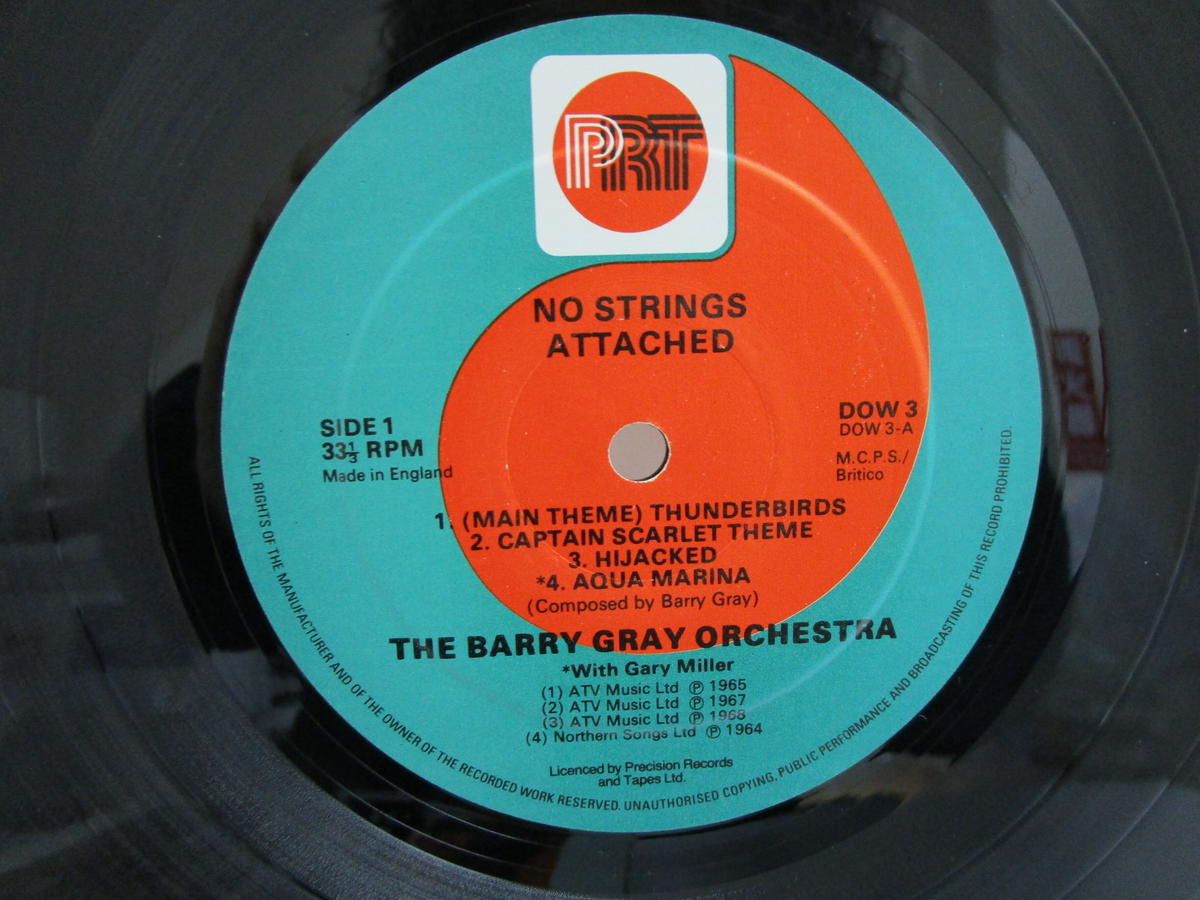 PRT
NO STRINGS
ATTACHED
SIDE 1
33⅓ RPM
Made in England
DOW 3
DOW 3-A
M.C.P.S./
Britico
1. (MAIN THEME) THUNDERBIRDS
2. CAPTAIN SCARLET THEME
3. HIJACKED
*4. AQUA MARINA
(Composed by Barry Gray)
THE BARRY GRAY ORCHESTRA
*With Gary Miller
(1) ATV Music Ltd ℗ 1965
(2) ATV Music Ltd ℗ 1967
(3) ATV Music Ltd ℗ 1968
(4) Northern Songs Ltd ℗ 1964
Licenced by Precision Records
and Tapes Ltd.
ALL RIGHTS OF THE MANUFACTURER AND OF THE OWNER OF THE RECORDED WORK RESERVED. UNAUTHORISED COPYING, PUBLIC PERFORMANCE AND BROADCASTING OF THIS RECORD PROHIBITED.